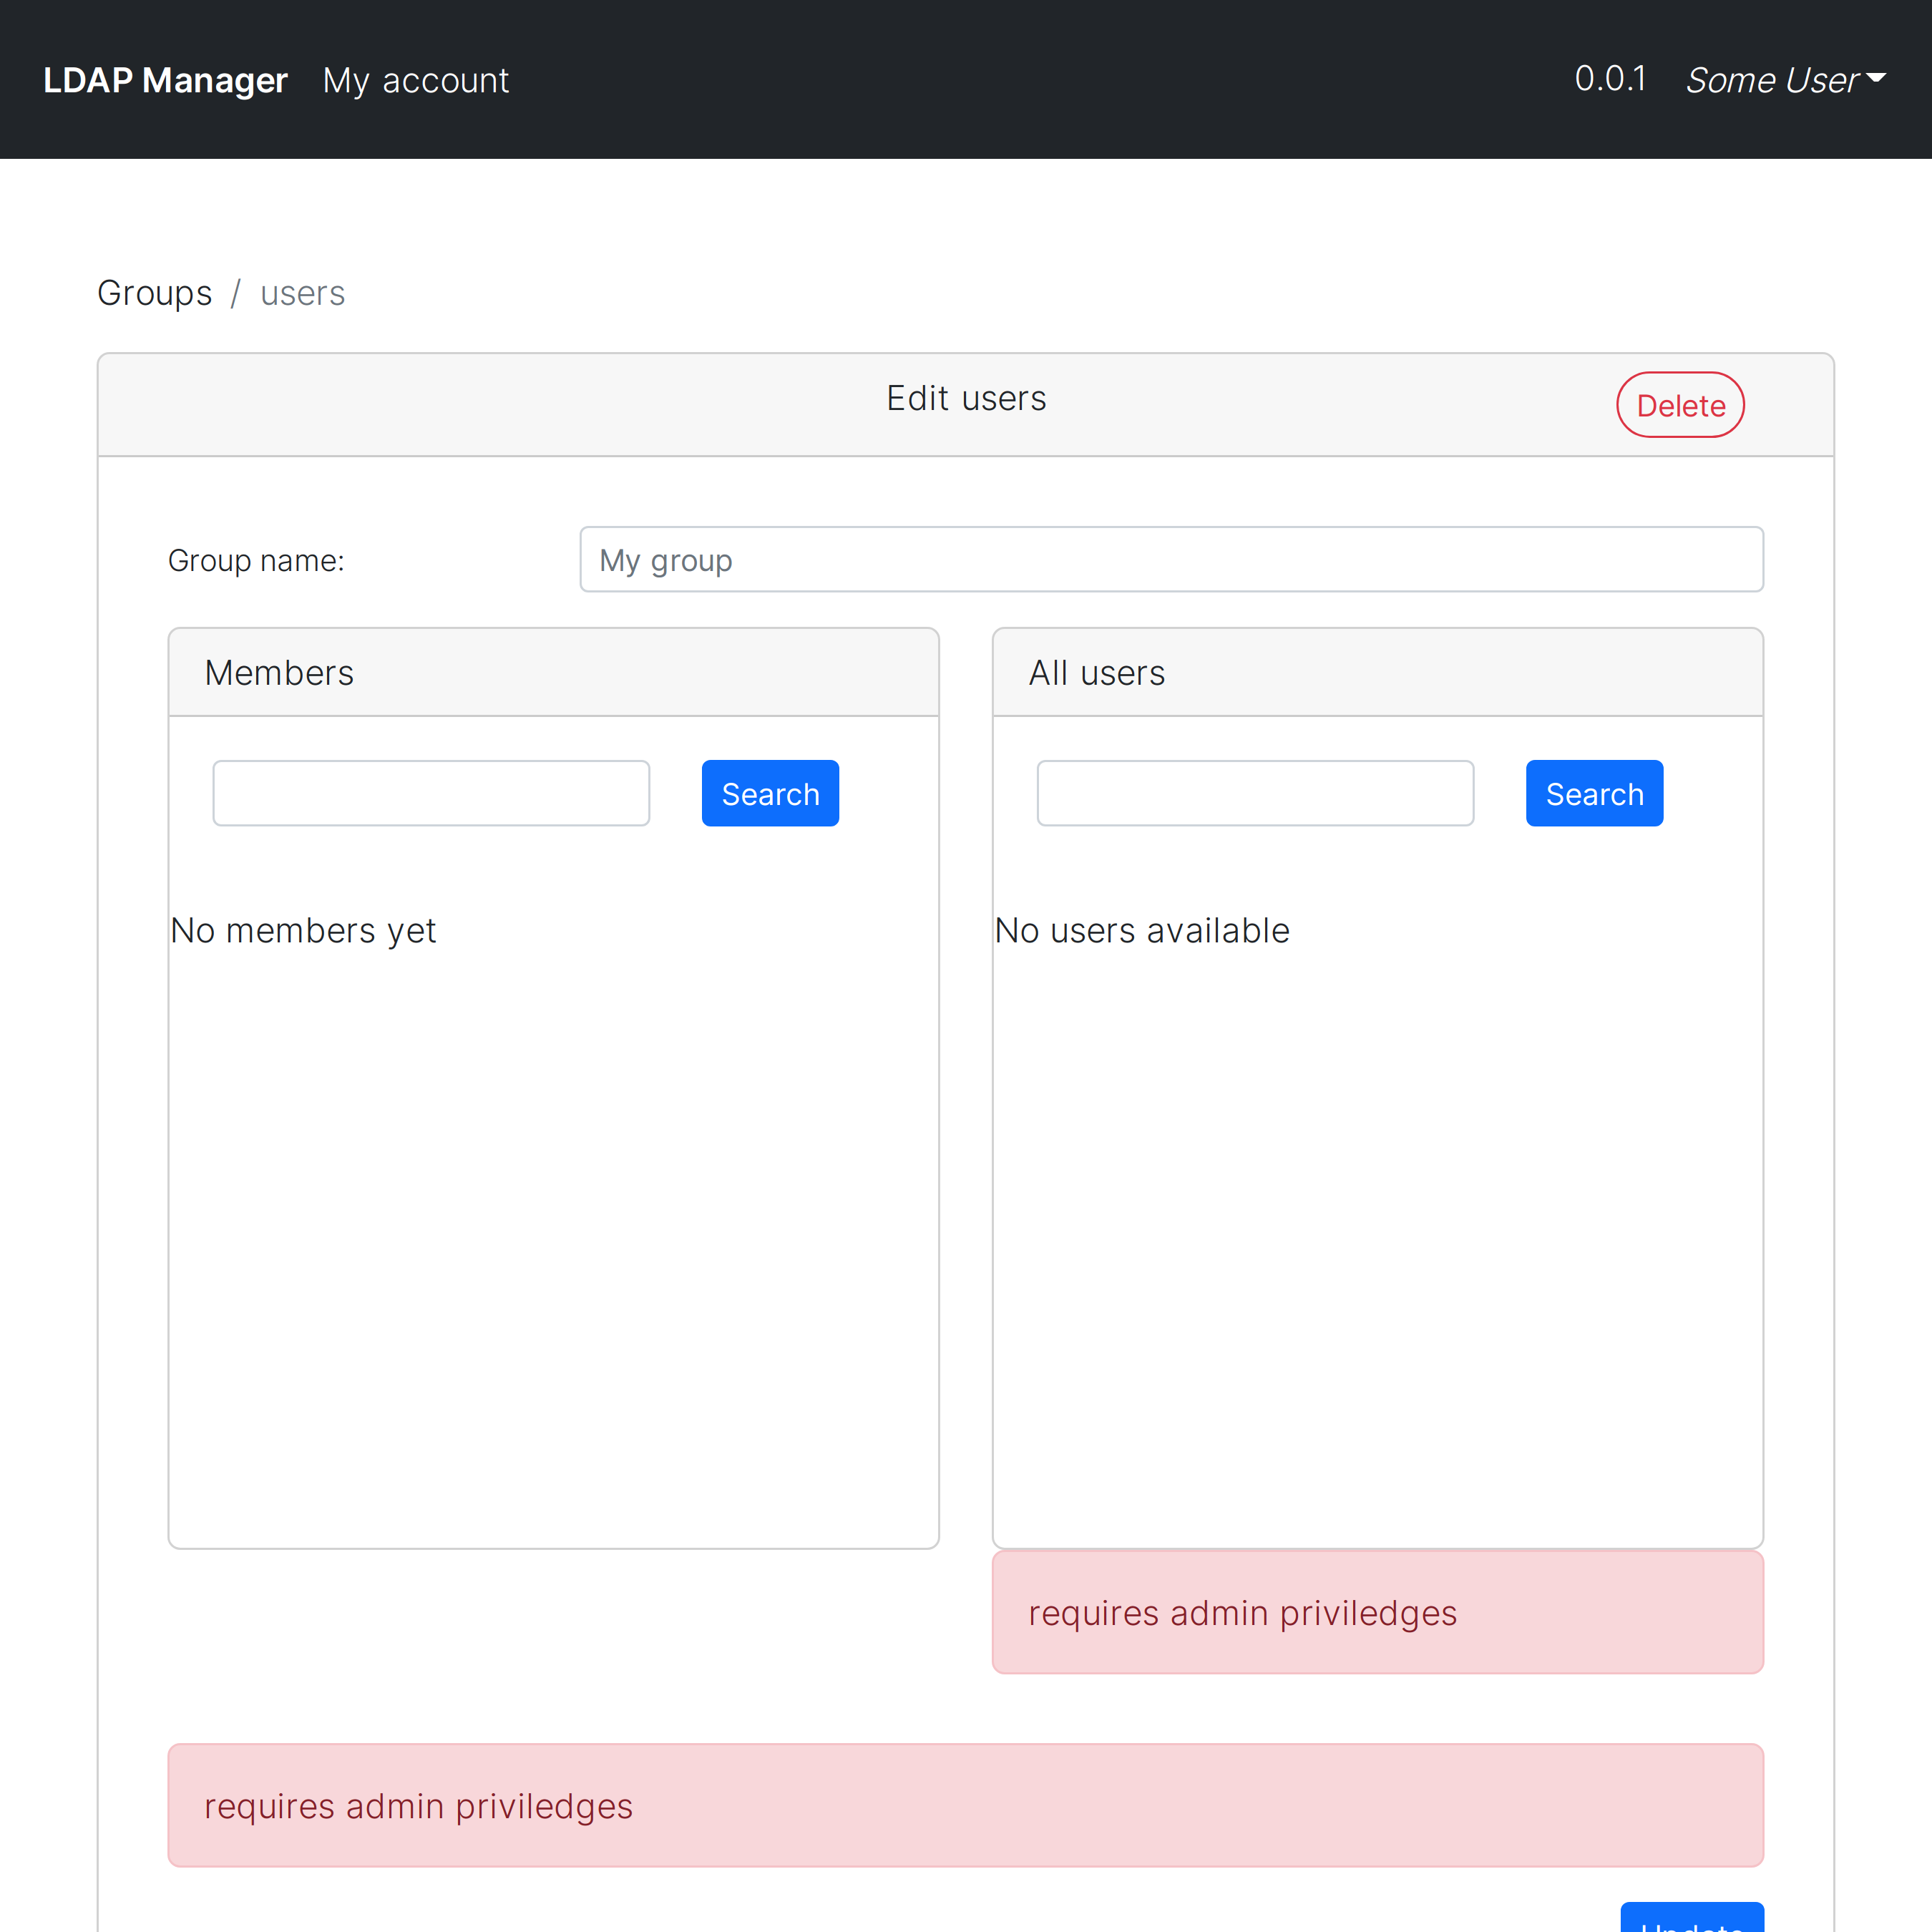 LDAP Manager My account 0.0.1 Some User
Groups / users
Edit users Delete
Group name: My group
Members All users
Search Search
No members yet No users available
requires admin priviledges
requires admin priviledges
Update